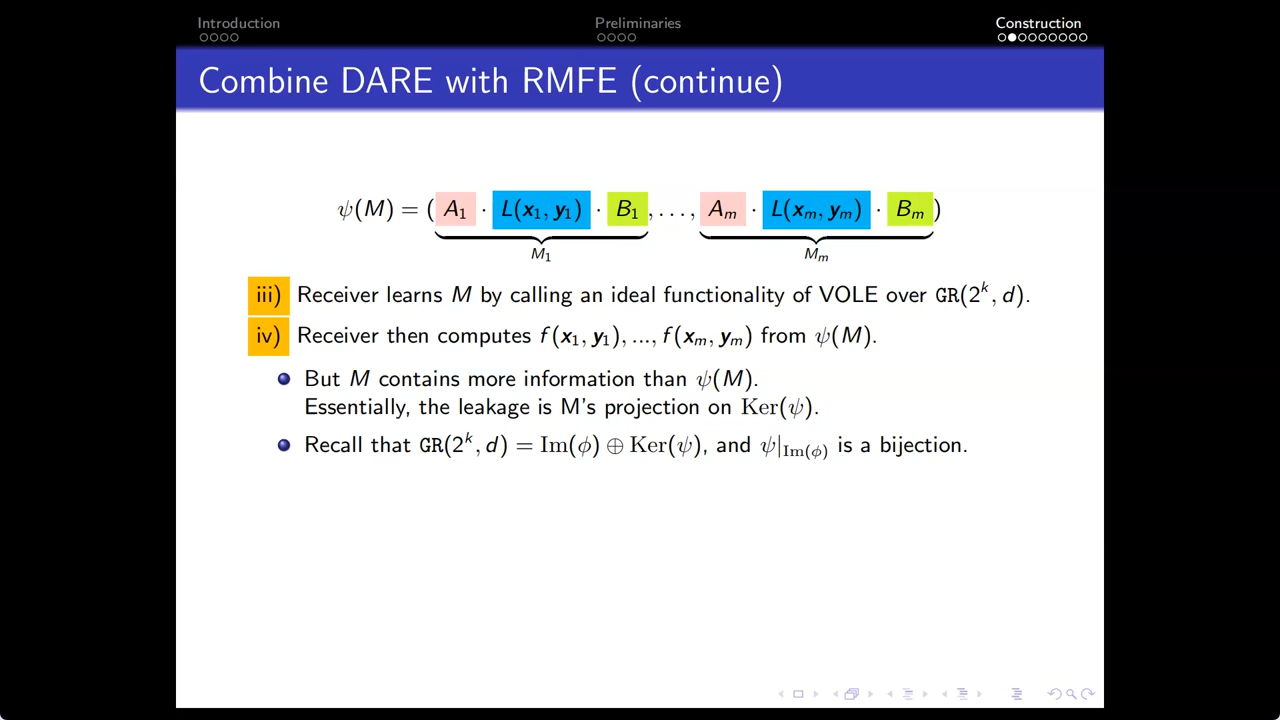 Introduction Preliminaries Construction
Combine DARE with RMFE (continue)
ψ(M) = (A₁ · L(x₁, y₁) · B₁, . . . , Aₘ · L(xₘ, yₘ) · Bₘ)
M₁ Mₘ
iii) Receiver learns M by calling an ideal functionality of VOLE over GR(2ᵏ, d).
iv) Receiver then computes f(x₁, y₁), ..., f(xₘ, yₘ) from ψ(M).
But M contains more information than ψ(M).
Essentially, the leakage is M's projection on Ker(ψ).
Recall that GR(2ᵏ, d) = Im(ϕ) ⊕ Ker(ψ), and ψ|Im(ϕ) is a bijection.